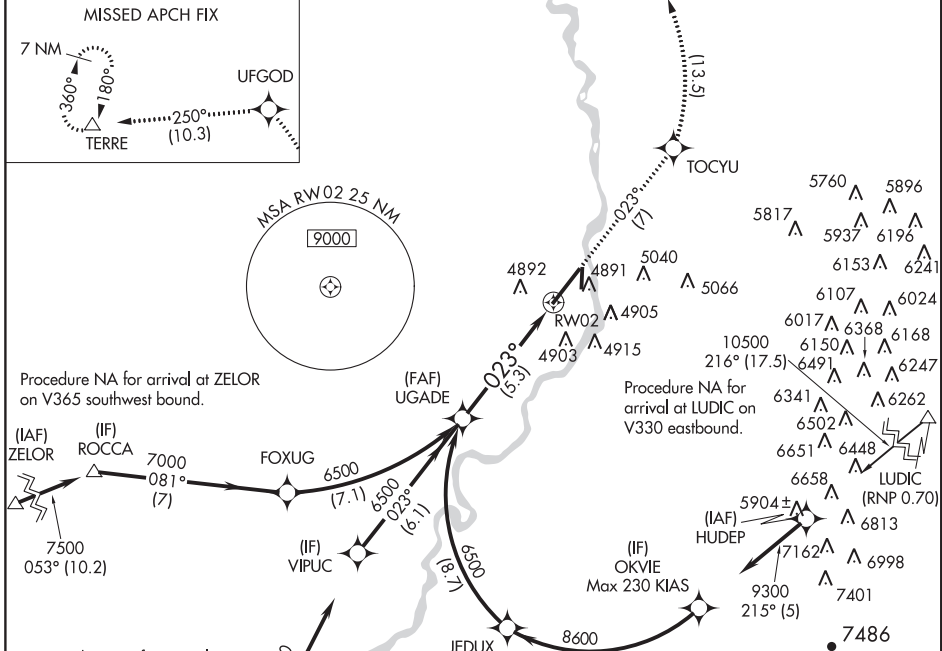 MISSED APCH FIX
7 NM
360°
180°
TERRE
UFGOD
250°
(10.3)
(13.5)
TOCYU
023°
(7)
MSA RW02 25 NM
9000
4892
4891
5040
5066
RW02
4905
4903
4915
5760
5896
5817
5937
6196
6153
6241
6107
6024
6017
6368
6168
10500
216° (17.5)
6150
6491
6247
6341
6262
6502
6651
6448
LUDIC
(RNP 0.70)
6658
5904±
6813
7162
6998
7401
7486
Procedure NA for arrival at ZELOR
on V365 southwest bound.
Procedure NA for
arrival at LUDIC on
V330 eastbound.
(FAF)
UGADE
023°
(5.3)
(IAF)
ZELOR
(IF)
ROCCA
7000
081°
(7)
FOXUG
6500
(7.1)
7500
053° (10.2)
(IF)
VIPUC
6500
023°
(6.1)
6500
(8.7)
(IAF)
HUDEP
(IF)
OKVIE
Max 230 KIAS
9300
215° (5)
8600
JEDUX